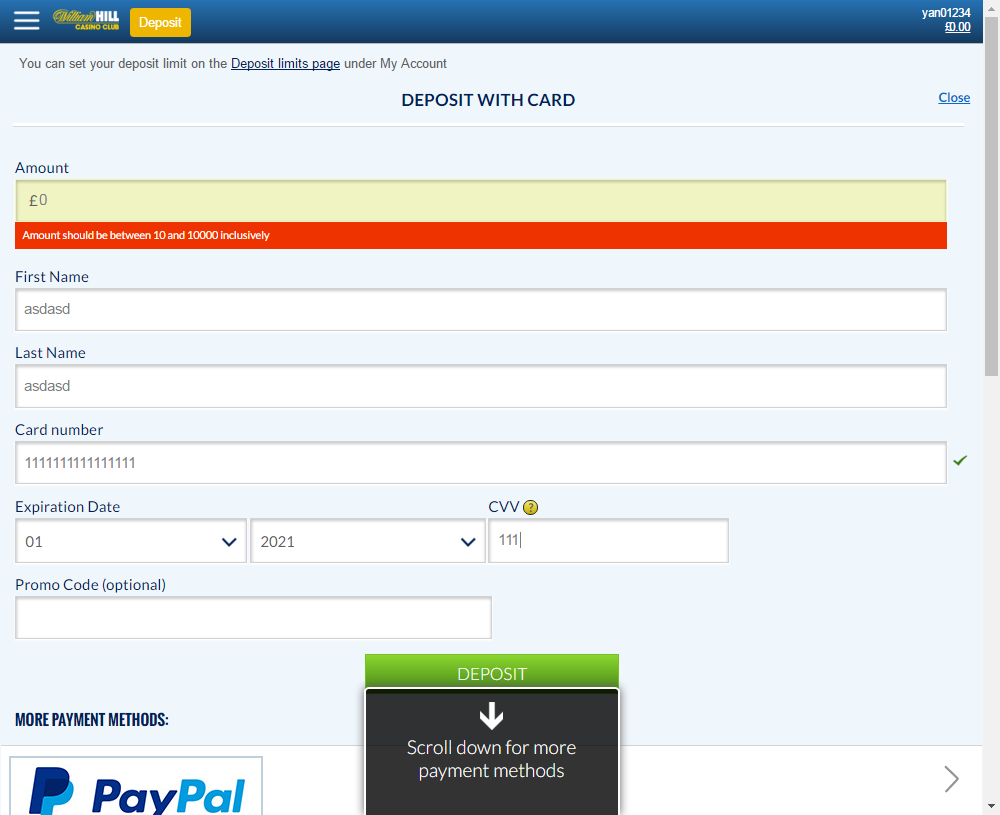 William HILL
CASINO CLUB
Deposit
yan01234
£0.00
You can set your deposit limit on the Deposit limits page under My Account
DEPOSIT WITH CARD
Close
Amount
£0
Amount should be between 10 and 10000 inclusively
First Name
asdasd
Last Name
asdasd
Card number
1111111111111111
Expiration Date
CVV ?
01
2021
111
Promo Code (optional)
DEPOSIT
MORE PAYMENT METHODS:
Scroll down for more
payment methods
PayPal